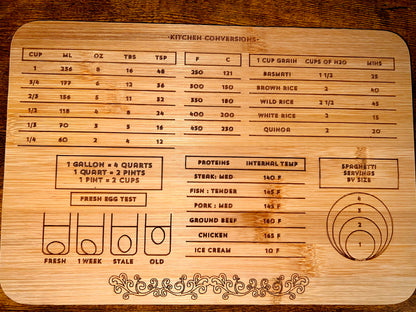 ·KITCHEN CONVERSIONS·
CUP ML OZ TBS TSP
1 236 8 16 48
3/4 177 6 12 36
2/3 156 5 11 32
1/2 118 4 8 24
1/3 70 3 5 16
1/4 60 2 4 12
1 GALLON = 4 QUARTS
1 QUART = 2 PINTS
1 PINT = 2 CUPS
FRESH EGG TEST
FRESH 1 WEEK STALE OLD
F C
250 121
300 150
350 180
400 200
450 230
PROTEINS INTERNAL TEMP
STEAK: MED 140 F
FISH : TENDER 145 F
PORK : MED 145 F
GROUND BEEF 160 F
CHICKEN 165 F
ICE CREAM 10 F
1 CUP GRAIN CUPS OF H2O MINS
BASMATI 1 1/2 25
BROWN RICE 2 40
WILD RICE 2 1/2 45
WHITE RICE 2 15
QUINOA 2 20
SPAGHETTI
SERVINGS
BY SIZE
4
3
2
1